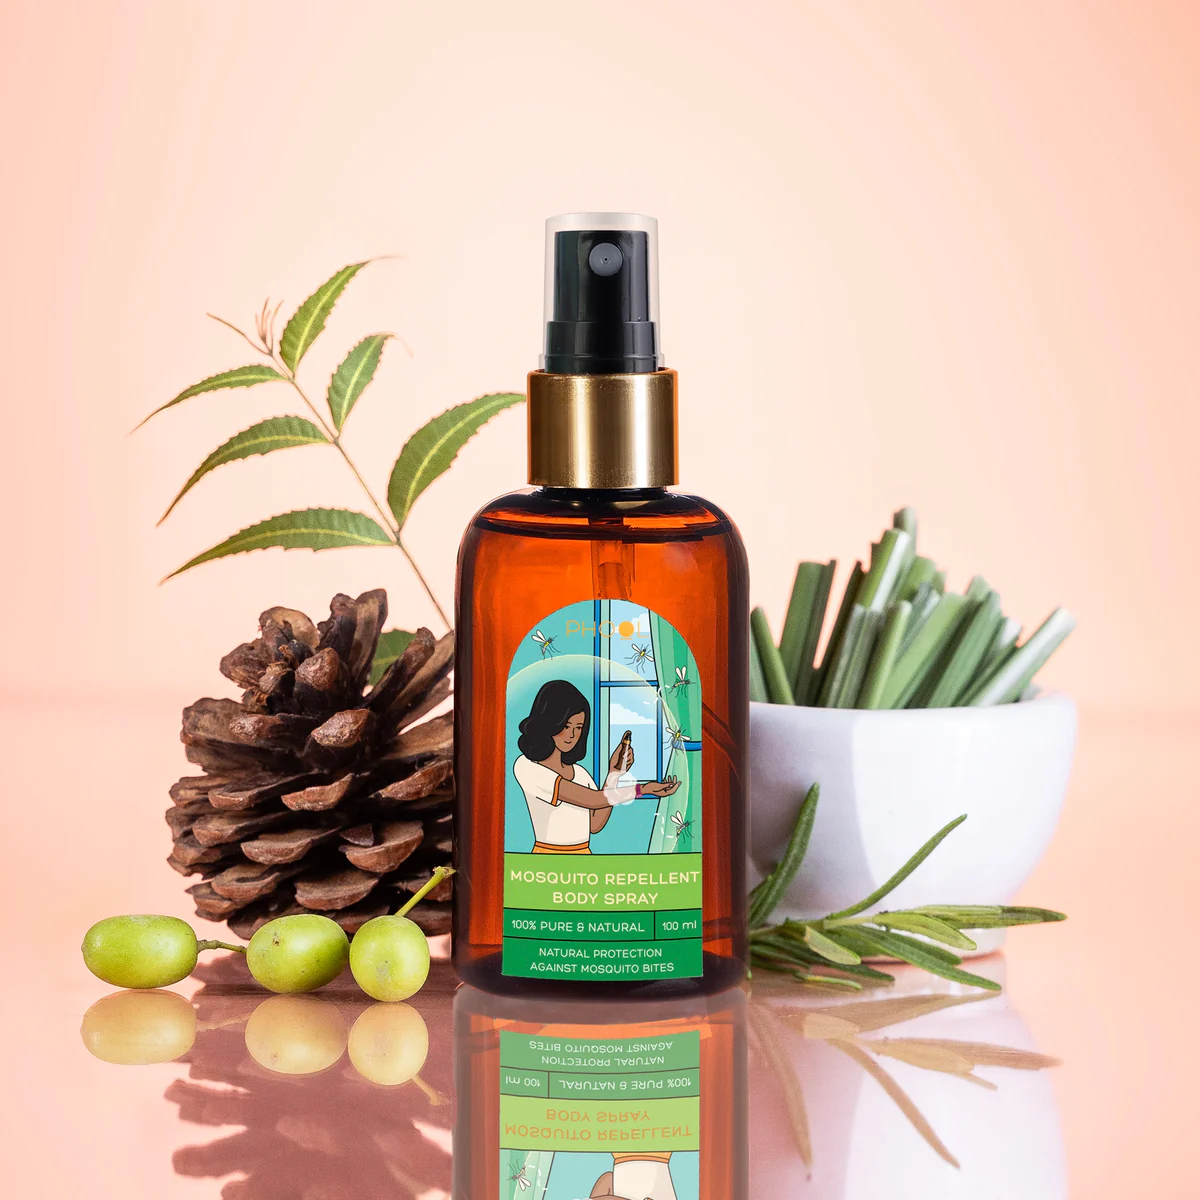 PHOOL
MOSQUITO REPELLENT
BODY SPRAY
100% PURE & NATURAL
100 ml
NATURAL PROTECTION
AGAINST MOSQUITO BITES